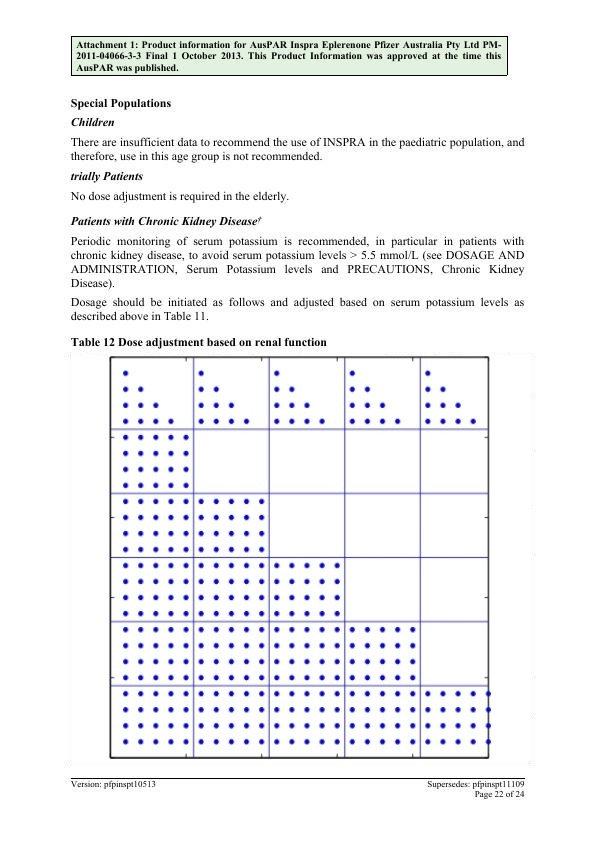 Attachment 1: Product information for AusPAR Inspra Eplerenone Pfizer Australia Pty Ltd PM-
2011-04066-3-3 Final 1 October 2013. This Product Information was approved at the time this
AusPAR was published.
Special Populations
Children
There are insufficient data to recommend the use of INSPRA in the paediatric population, and
therefore, use in this age group is not recommended.
trially Patients
No dose adjustment is required in the elderly.
Patients with Chronic Kidney Disease†
Periodic monitoring of serum potassium is recommended, in particular in patients with
chronic kidney disease, to avoid serum potassium levels > 5.5 mmol/L (see DOSAGE AND
ADMINISTRATION, Serum Potassium levels and PRECAUTIONS, Chronic Kidney
Disease).
Dosage should be initiated as follows and adjusted based on serum potassium levels as
described above in Table 11.
Table 12 Dose adjustment based on renal function
Version: pfpinspt10513
Supersedes: pfpinspt11109
Page 22 of 24